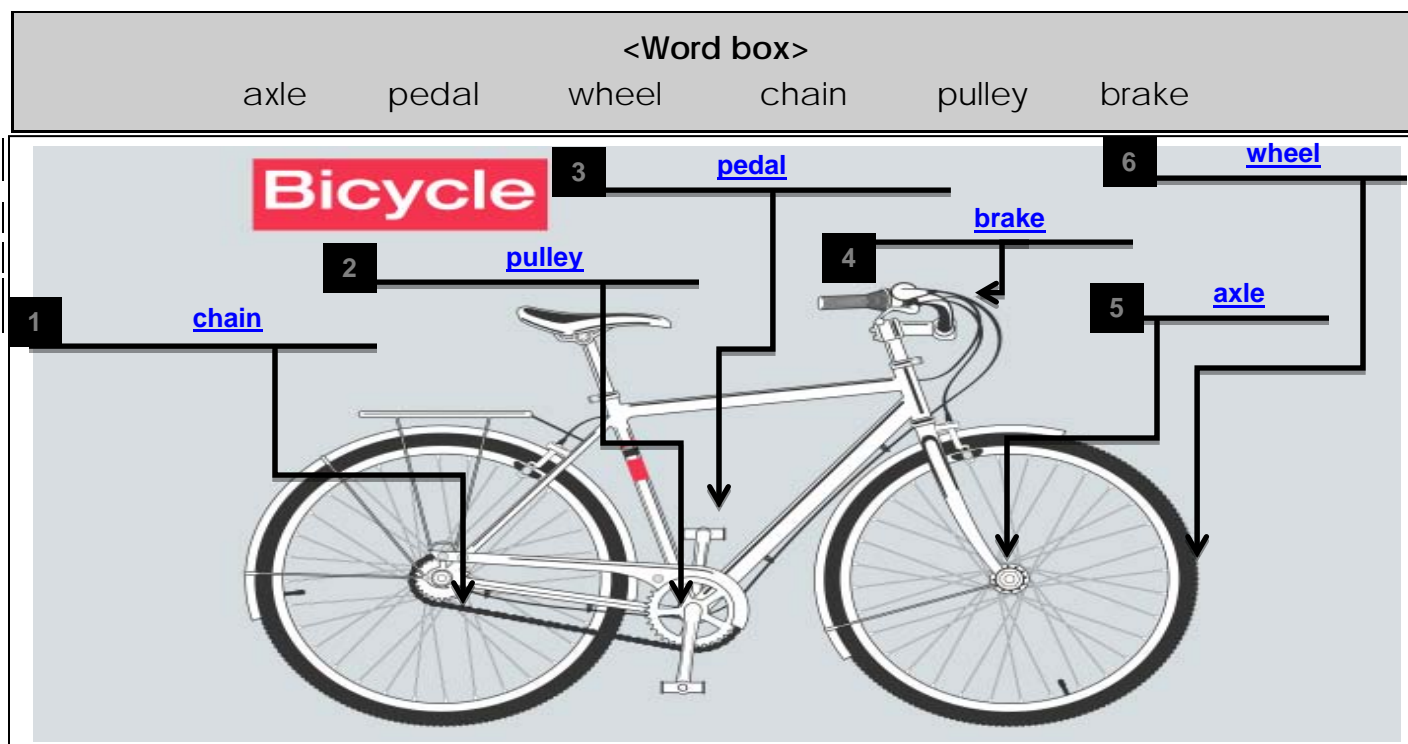 <Word box>
axle pedal wheel chain pulley brake
Bicycle
3 pedal
6 wheel
4 brake
2 pulley
5 axle
1 chain